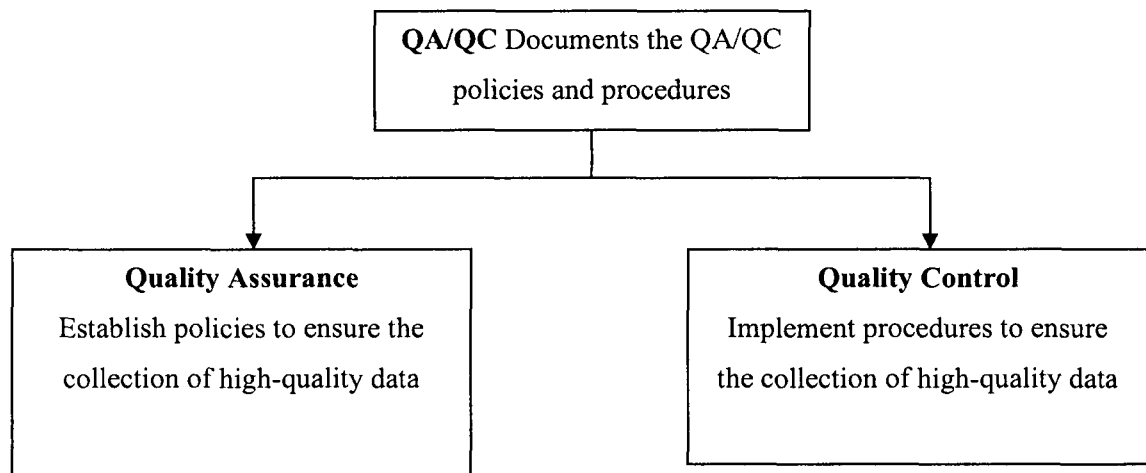 QA/QC Documents the QA/QC
policies and procedures
Quality Assurance
Establish policies to ensure the
collection of high-quality data
Quality Control
Implement procedures to ensure
the collection of high-quality data